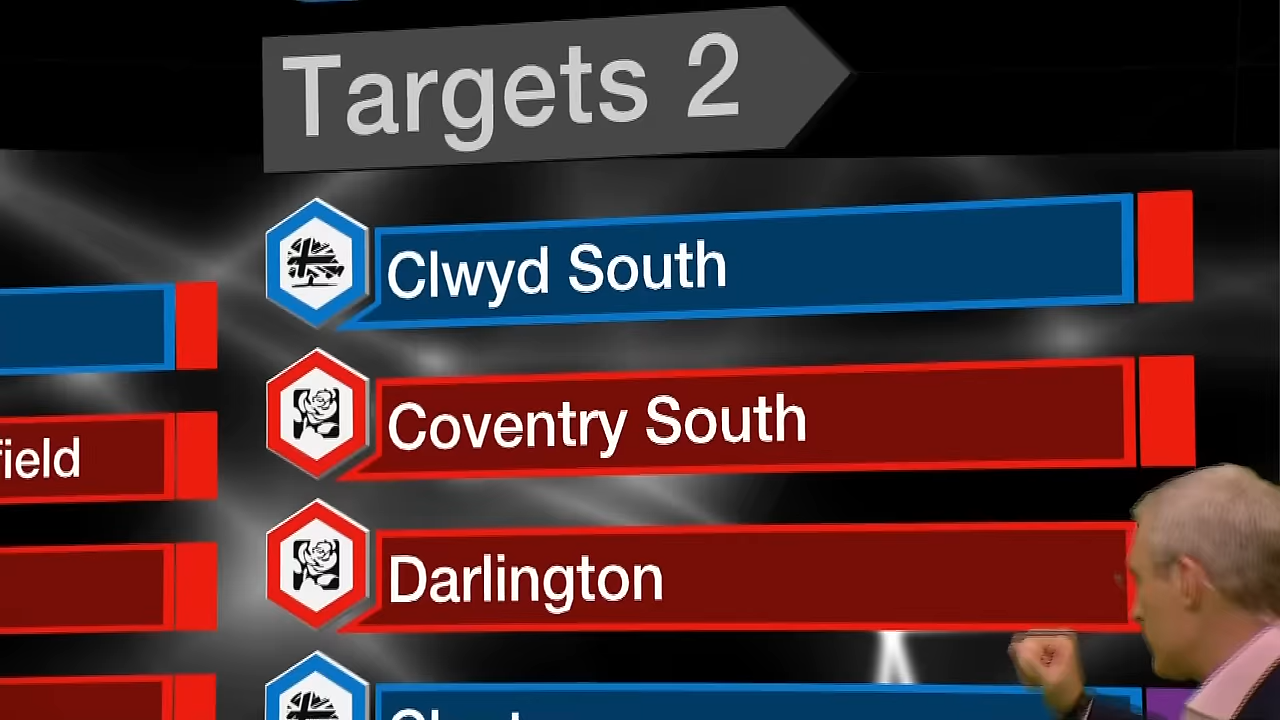 Targets 2
Clwyd South
Coventry South
field
Darlington